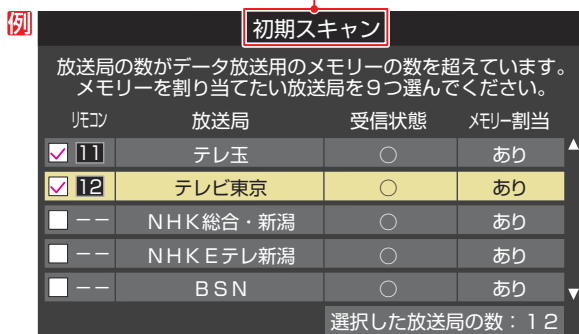 例
初期スキャン
放送局の数がデータ放送用のメモリーの数を超えています。
メモリーを割り当てたい放送局を9つ選んでください。
リモコン 放送局 受信状態 メモリー割当
11 テレ玉 ○ あり
12 テレビ東京 ○ あり
−− NHK総合・新潟 ○ あり
−− NHKEテレ新潟 ○ あり
−− BSN ○ あり
選択した放送局の数：12